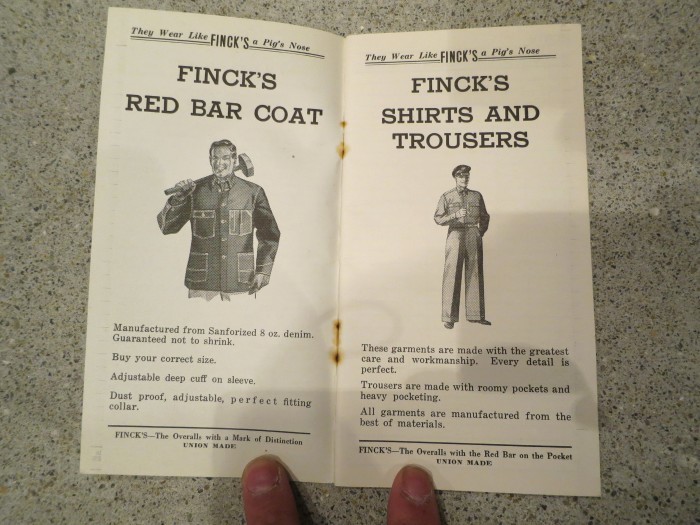 They Wear Like FINCK'S a Pig's Nose
FINCK'S
RED BAR COAT
Manufactured from Sanforized 8 oz. denim.
Guaranteed not to shrink.
Buy your correct size.
Adjustable deep cuff on sleeve.
Dust proof, adjustable, perfect fitting
collar.
FINCK'S—The Overalls with a Mark of Distinction
UNION MADE
They Wear Like FINCK'S a Pig's Nose
FINCK'S
SHIRTS AND
TROUSERS
These garments are made with the greatest
care and workmanship. Every detail is
perfect.
Trousers are made with roomy pockets and
heavy pocketing.
All garments are manufactured from the
best of materials.
FINCK'S—The Overalls with the Red Bar on the Pocket
UNION MADE